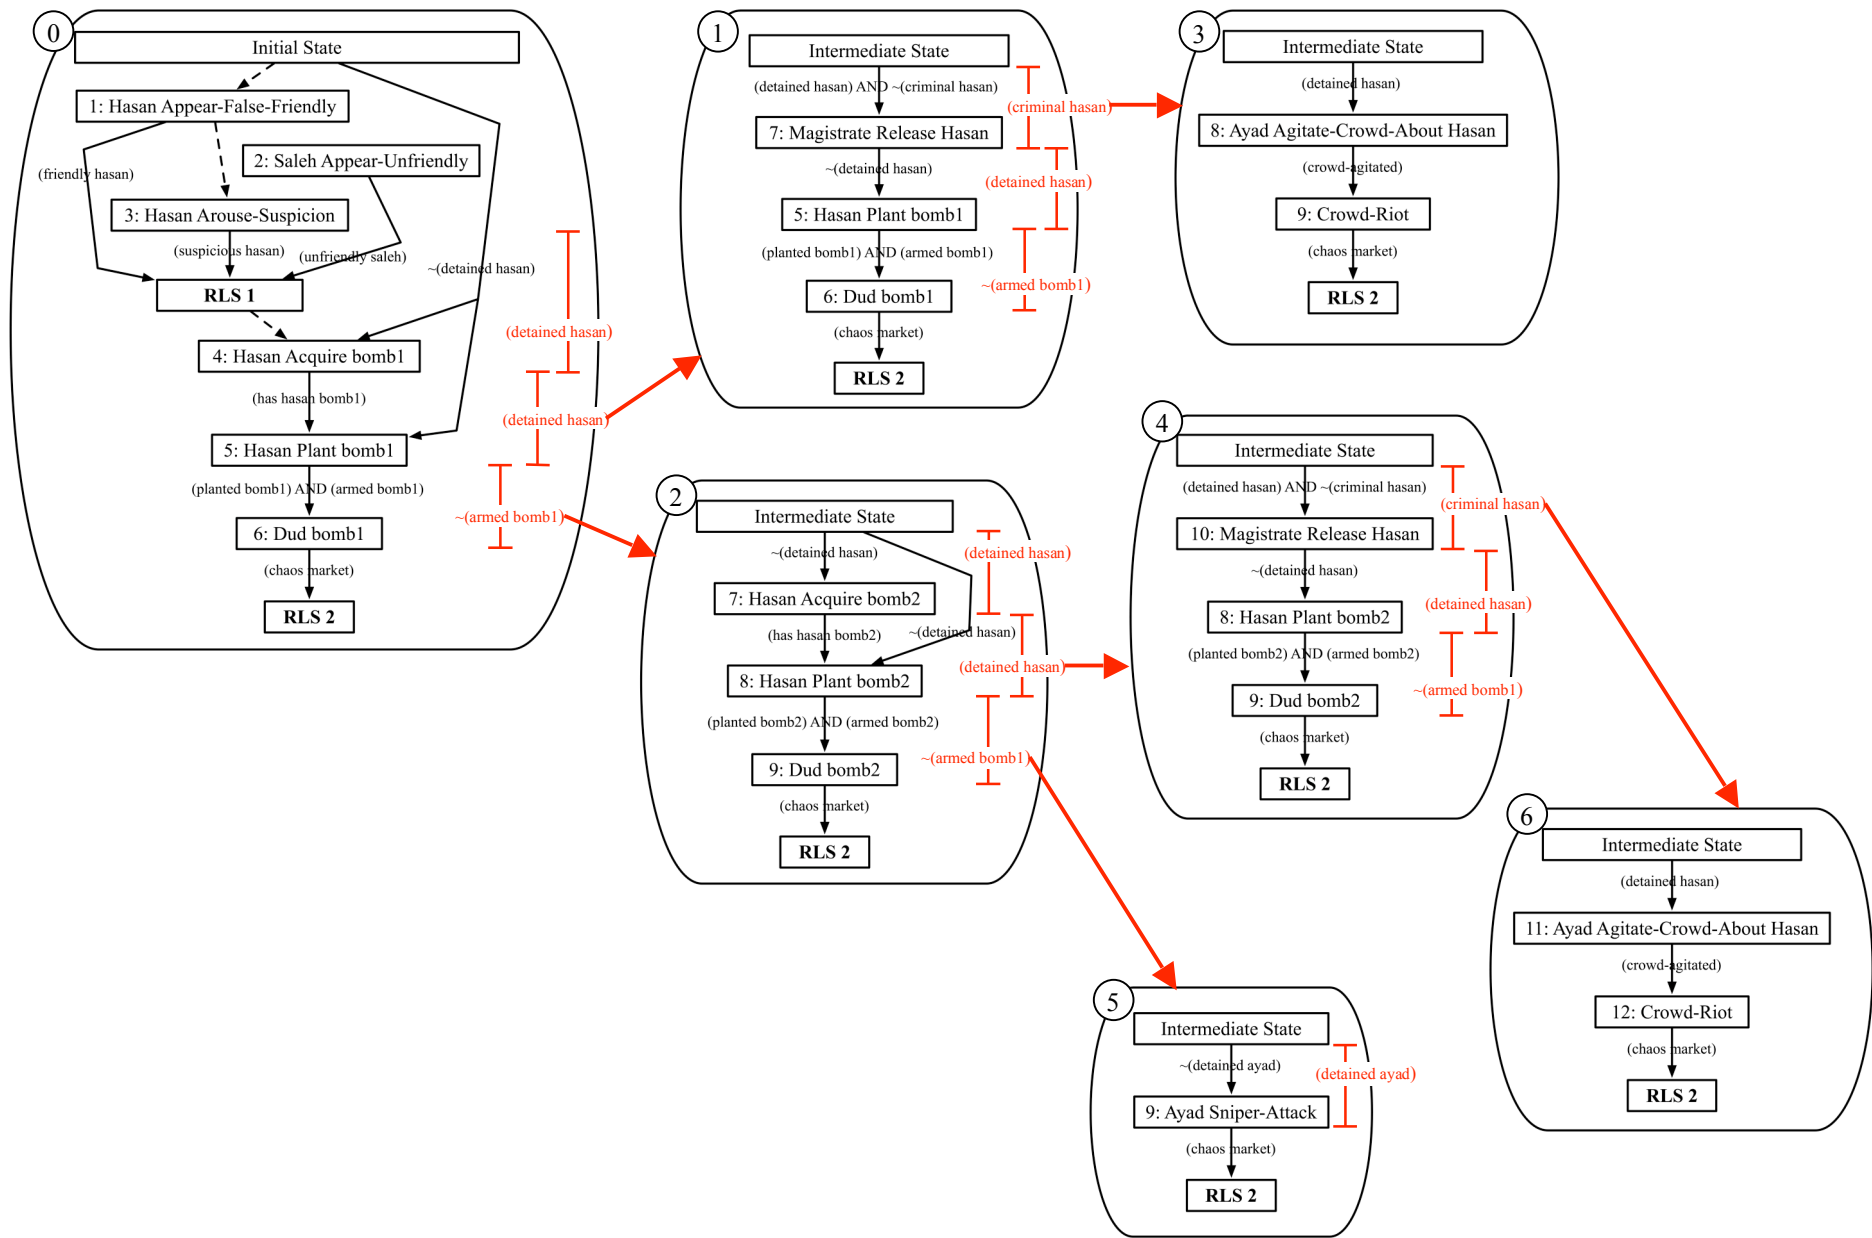 0
Initial State
1: Hasan Appear-False-Friendly
2: Saleh Appear-Unfriendly
(friendly hasan)
3: Hasan Arouse-Suspicion
(suspicious hasan)
(unfriendly saleh)
~(detained hasan)
RLS 1
(detained hasan)
4: Hasan Acquire bomb1
(has hasan bomb1)
(detained hasan)
5: Hasan Plant bomb1
(planted bomb1) AND (armed bomb1)
~(armed bomb1)
6: Dud bomb1
(chaos market)
RLS 2
1
Intermediate State
(detained hasan) AND ~(criminal hasan)
(criminal hasan)
7: Magistrate Release Hasan
~(detained hasan)
(detained hasan)
5: Hasan Plant bomb1
(planted bomb1) AND (armed bomb1)
~(armed bomb1)
6: Dud bomb1
(chaos market)
RLS 2
3
Intermediate State
(detained hasan)
8: Ayad Agitate-Crowd-About Hasan
(crowd-agitated)
9: Crowd-Riot
(chaos market)
RLS 2
2
Intermediate State
~(detained hasan)
(detained hasan)
7: Hasan Acquire bomb2
(has hasan bomb2)
~(detained hasan)
(detained hasan)
8: Hasan Plant bomb2
(planted bomb2) AND (armed bomb2)
~(armed bomb1)
9: Dud bomb2
(chaos market)
RLS 2
4
Intermediate State
(detained hasan) AND ~(criminal hasan)
(criminal hasan)
10: Magistrate Release Hasan
~(detained hasan)
(detained hasan)
8: Hasan Plant bomb2
(planted bomb2) AND (armed bomb2)
~(armed bomb1)
9: Dud bomb2
(chaos market)
RLS 2
6
Intermediate State
(detained hasan)
11: Ayad Agitate-Crowd-About Hasan
(crowd-agitated)
12: Crowd-Riot
(chaos market)
RLS 2
5
Intermediate State
~(detained ayad)
(detained ayad)
9: Ayad Sniper-Attack
(chaos market)
RLS 2